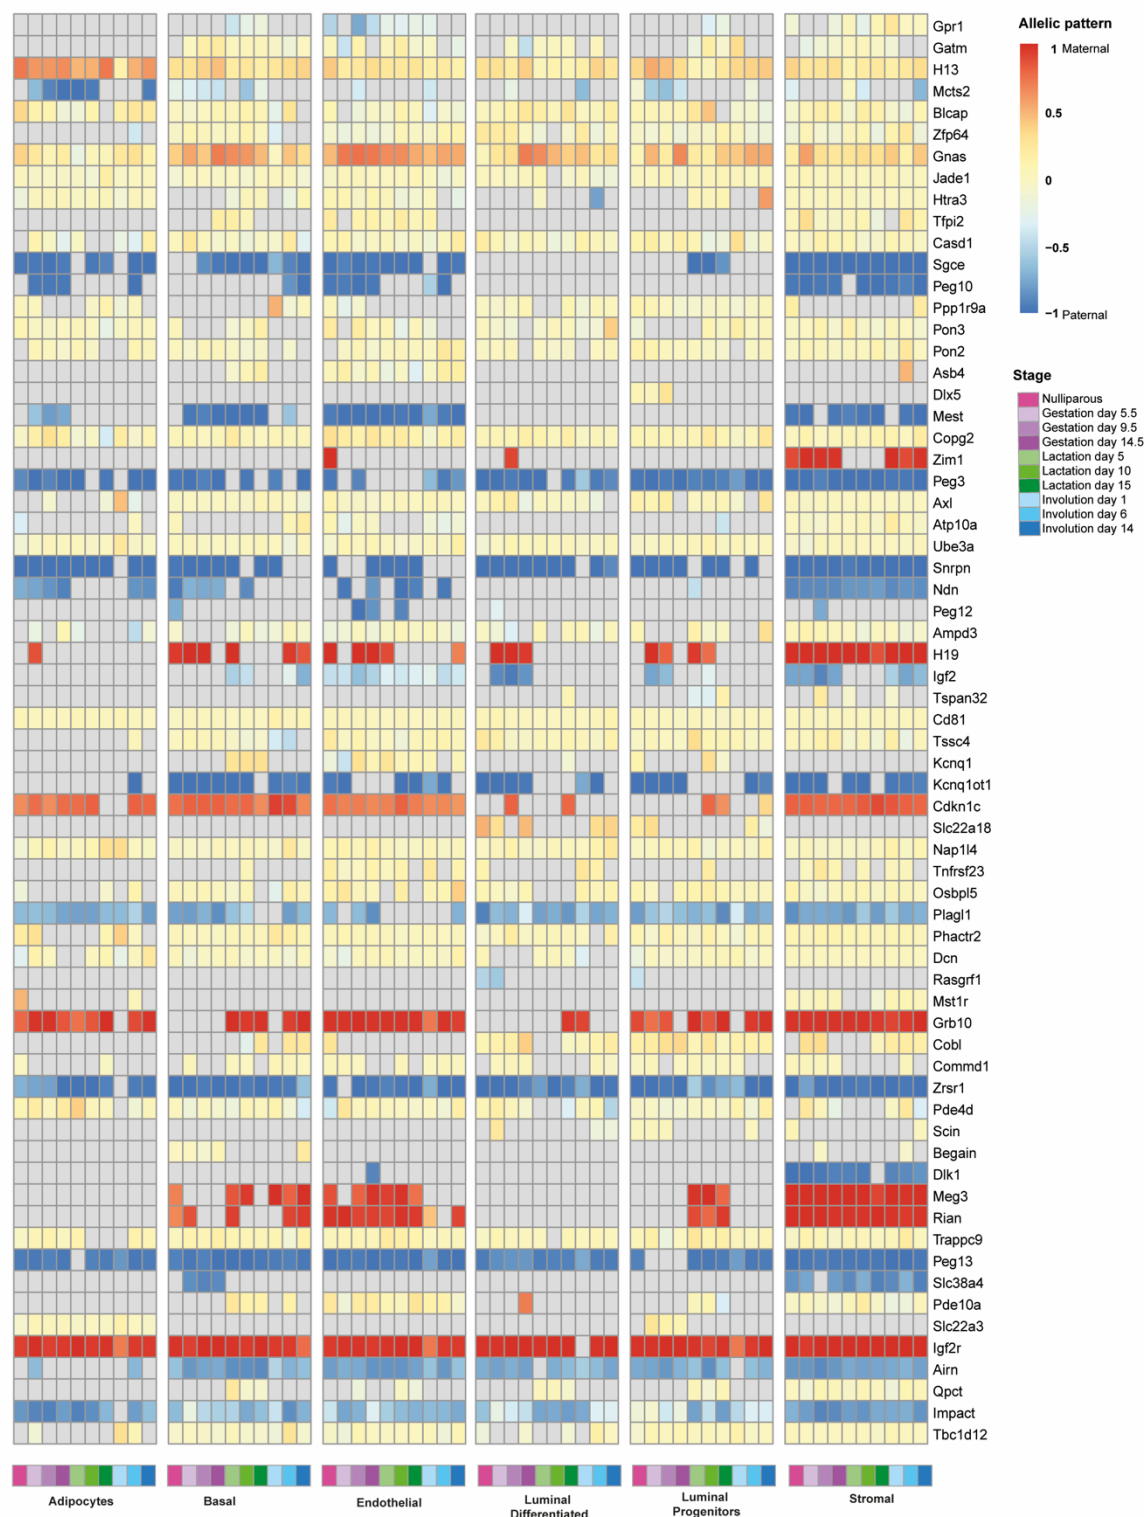 Gpr1
Gatm
H13
Mcts2
Blcap
Zfp64
Gnas
Jade1
Htra3
Tfpi2
Casd1
Sgce
Peg10
Ppp1r9a
Pon3
Pon2
Asb4
Dlx5
Mest
Copg2
Zim1
Peg3
Axl
Atp10a
Ube3a
Snrpn
Ndn
Peg12
Ampd3
H19
Igf2
Tspan32
Cd81
Tssc4
Kcnq1
Kcnq1ot1
Cdkn1c
Slc22a18
Nap1l4
Tnfrsf23
Osbpl5
Plagl1
Phactr2
Dcn
Rasgrf1
Mst1r
Grb10
Cobl
Commd1
Zrsr1
Pde4d
Scin
Begain
Dlk1
Meg3
Rian
Trappc9
Peg13
Slc38a4
Pde10a
Slc22a3
Igf2r
Airn
Qpct
Impact
Tbc1d12
Allelic pattern
1 Maternal
0.5
0
−0.5
−1 Paternal
Stage
Nulliparous
Gestation day 5.5
Gestation day 9.5
Gestation day 14.5
Lactation day 5
Lactation day 10
Lactation day 15
Involution day 1
Involution day 6
Involution day 14
Adipocytes
Basal
Endothelial
Luminal
Differentiated
Luminal
Progenitors
Stromal